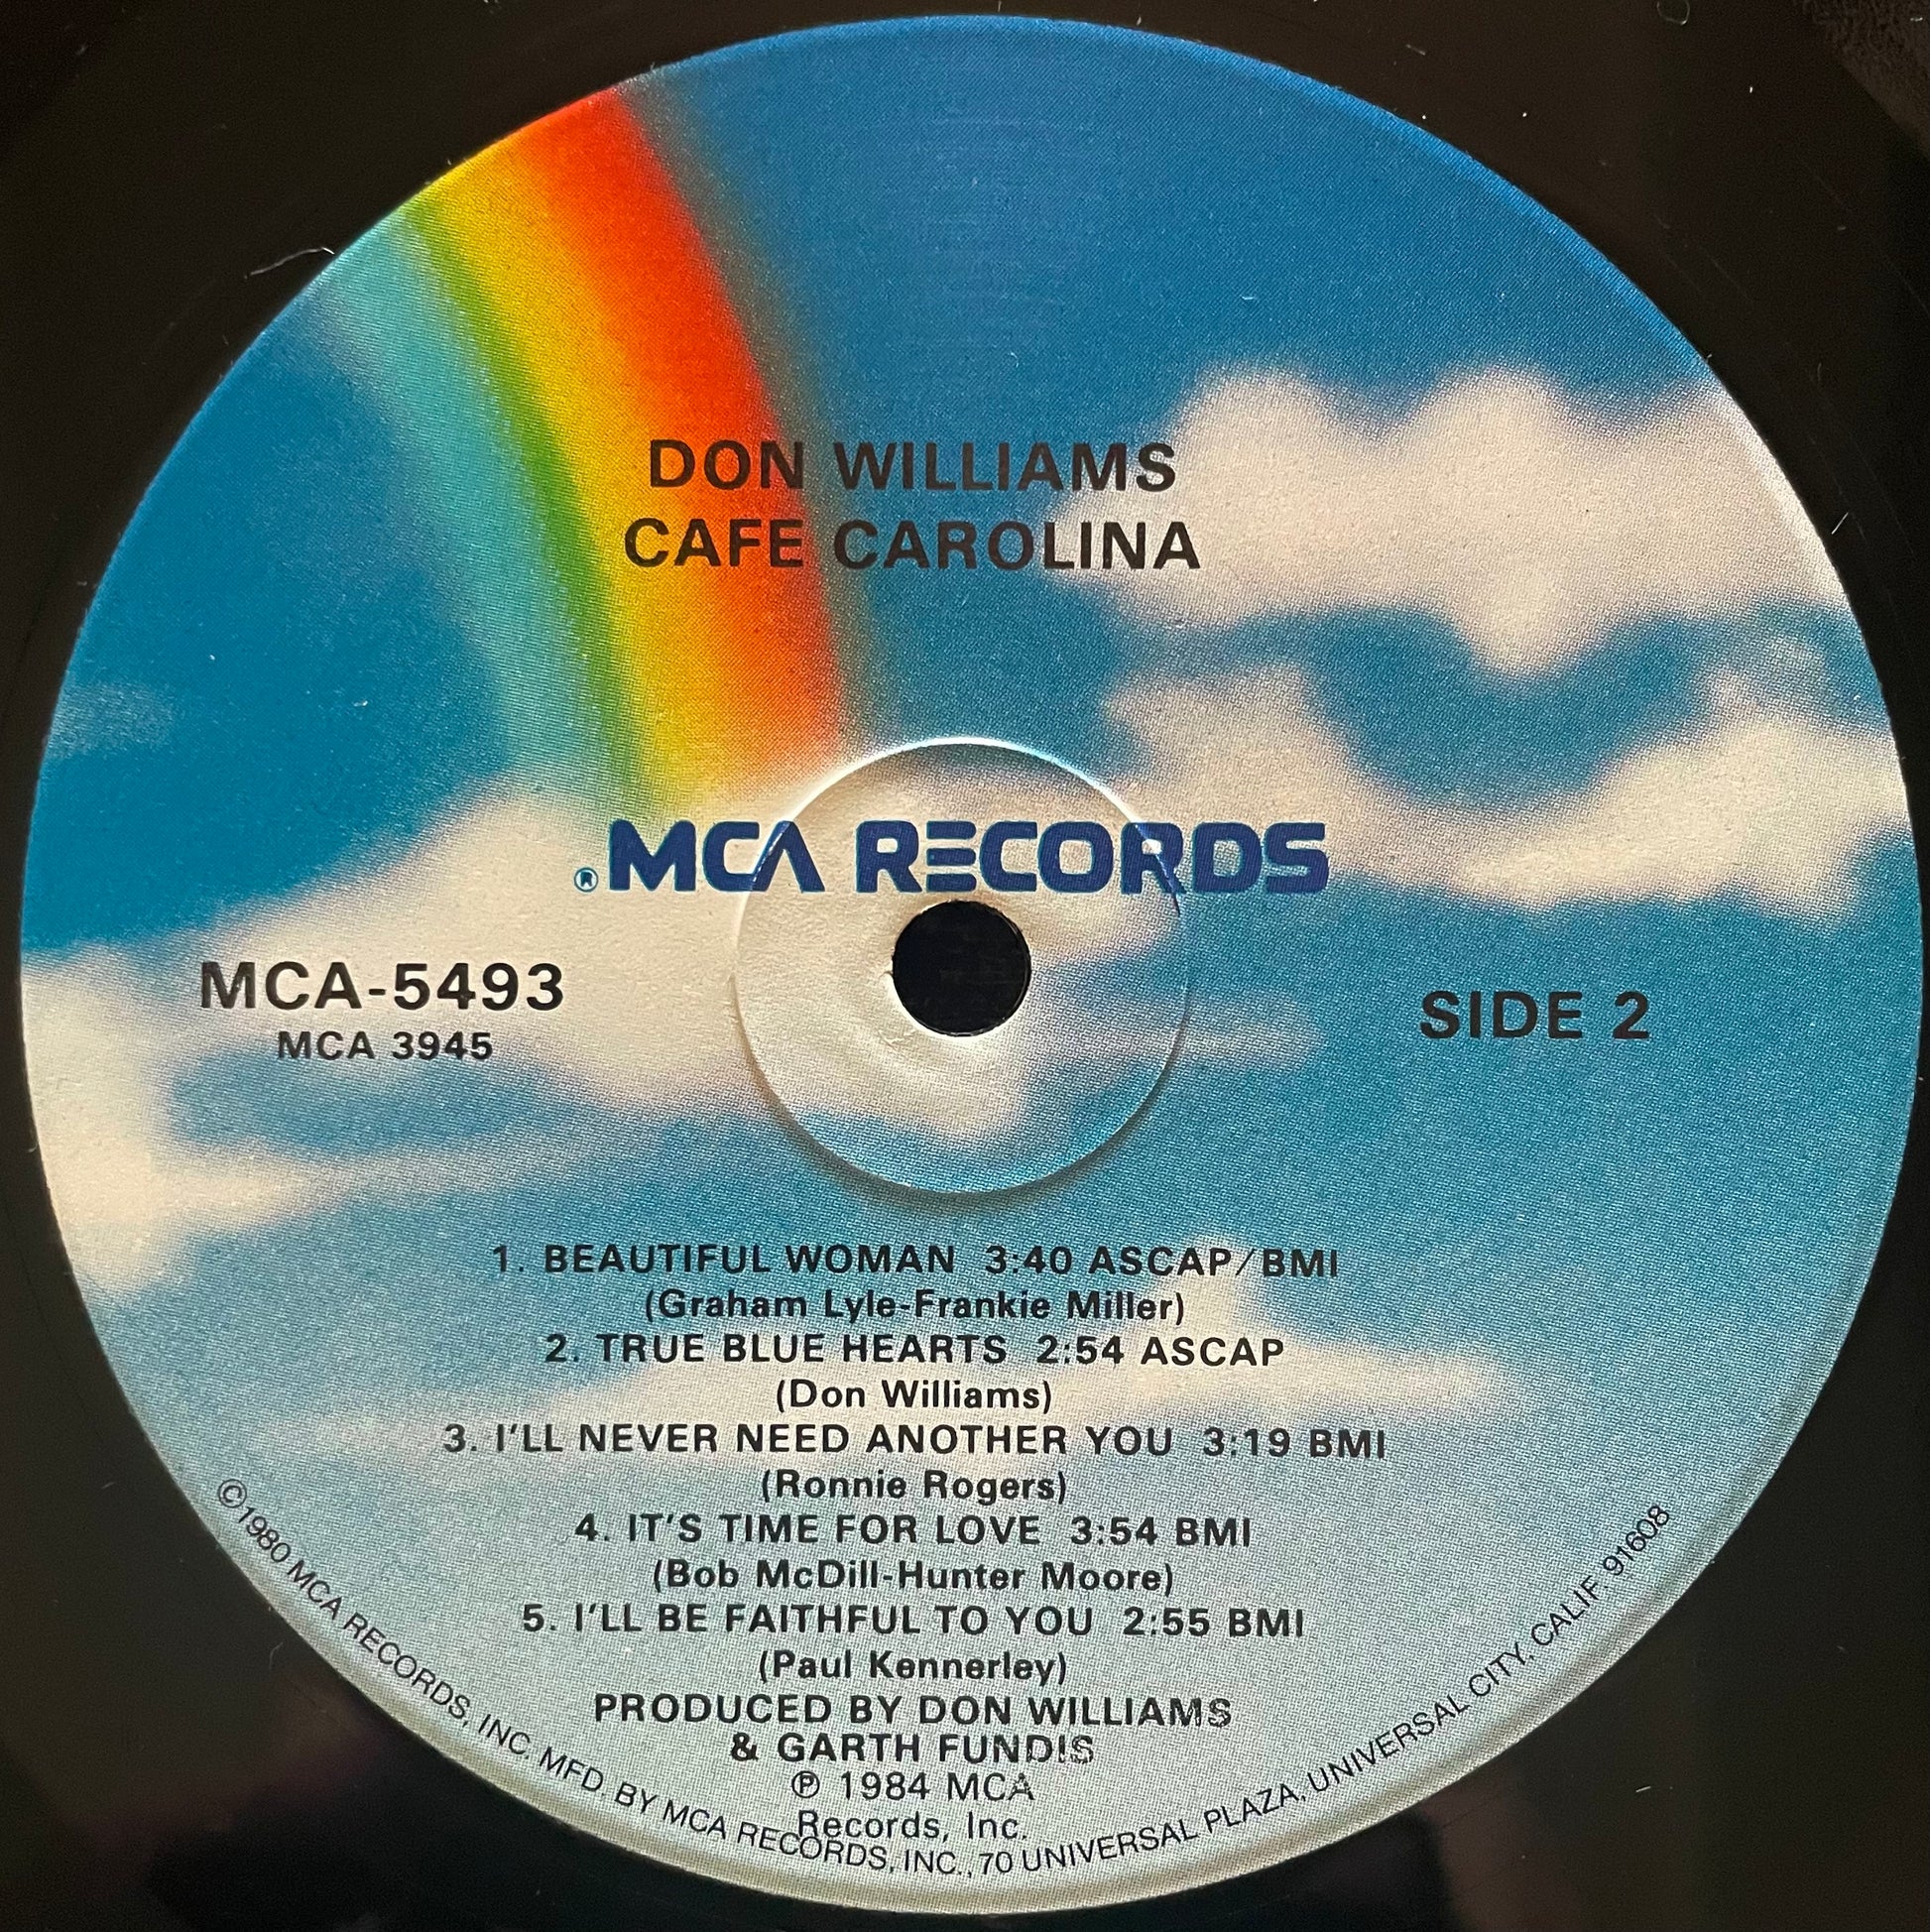 DON WILLIAMS
CAFE CAROLINA
® MCA RECORDS
MCA-5493
MCA 3945
SIDE 2
1. BEAUTIFUL WOMAN 3:40 ASCAP/BMI
(Graham Lyle-Frankie Miller)
2. TRUE BLUE HEARTS 2:54 ASCAP
(Don Williams)
3. I'LL NEVER NEED ANOTHER YOU 3:19 BMI
(Ronnie Rogers)
4. IT'S TIME FOR LOVE 3:54 BMI
(Bob McDill-Hunter Moore)
5. I'LL BE FAITHFUL TO YOU 2:55 BMI
(Paul Kennerley)
PRODUCED BY DON WILLIAMS
& GARTH FUNDIS
℗ 1984 MCA
Records, Inc.
©1980 MCA RECORDS, INC. MFD. BY MCA RECORDS, INC., 70 UNIVERSAL PLAZA, UNIVERSAL CITY, CALIF. 91608